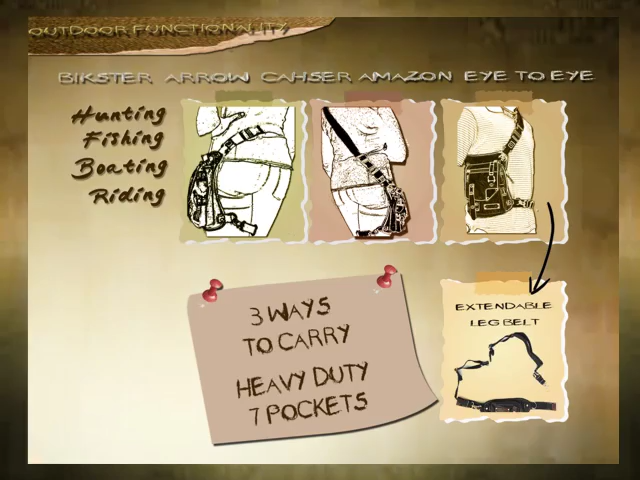 OUTDOOR FUNCTIONALITY
BIKSTER ARROW CAHSER AMAZON EYE TO EYE
Hunting
Fishing
Boating
Riding
3 WAYS
TO CARRY
HEAVY DUTY
7 POCKETS
EXTENDABLE
LEG BELT